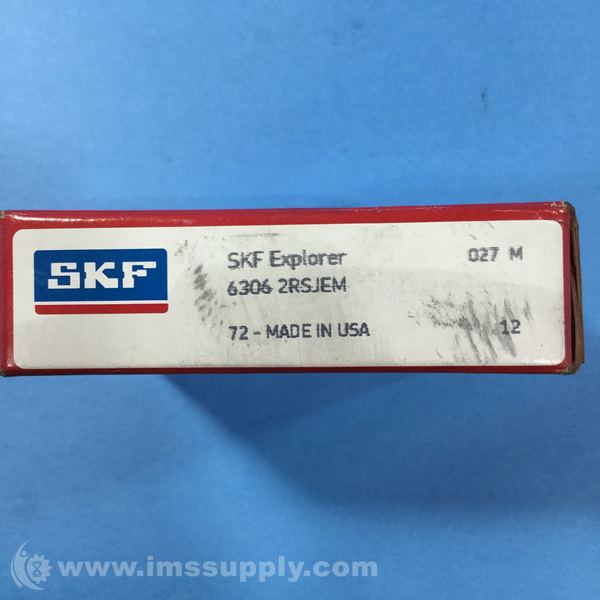 SKF
SKF Explorer
027 M
6306 2RSJEM
72 - MADE IN USA
12
www.imssupply.com